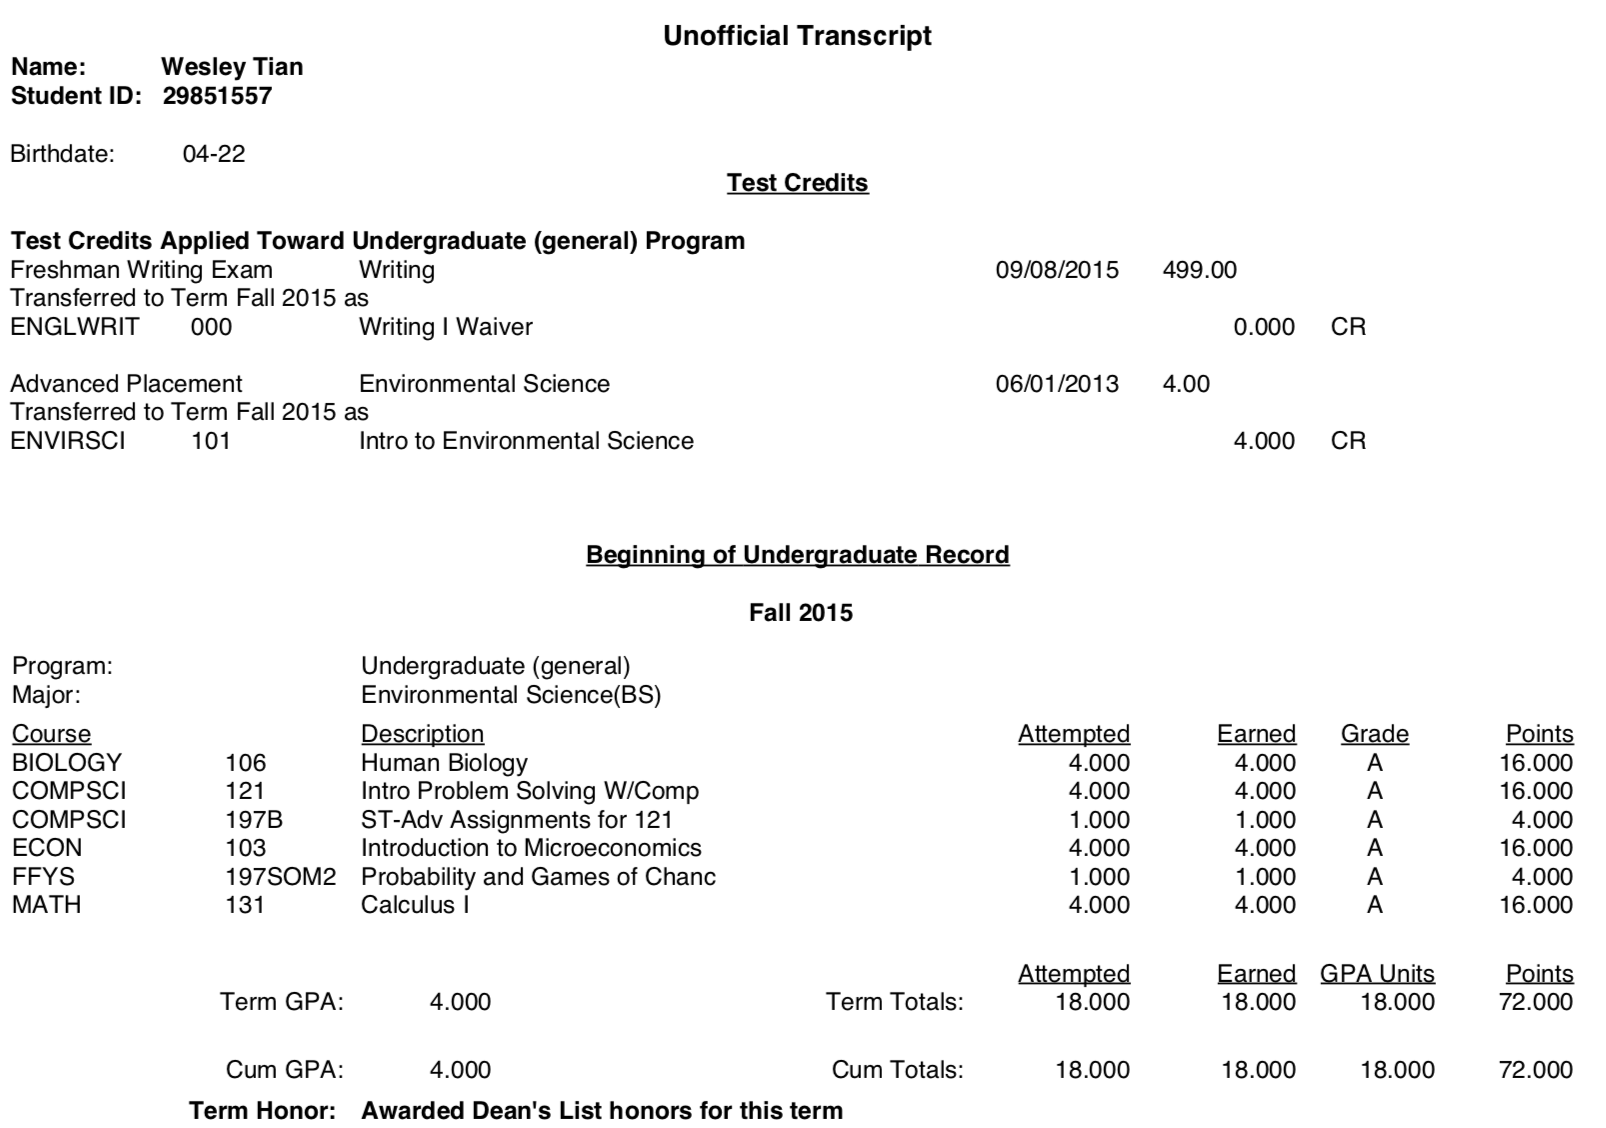 Unofficial Transcript
Name: Wesley Tian
Student ID: 29851557
Birthdate: 04-22
Test Credits
Test Credits Applied Toward Undergraduate (general) Program
Freshman Writing Exam Writing 09/08/2015 499.00
Transferred to Term Fall 2015 as
ENGLWRIT 000 Writing I Waiver 0.000 CR
Advanced Placement Environmental Science 06/01/2013 4.00
Transferred to Term Fall 2015 as
ENVIRSCI 101 Intro to Environmental Science 4.000 CR
Beginning of Undergraduate Record
Fall 2015
Program: Undergraduate (general)
Major: Environmental Science(BS)
Course Description Attempted Earned Grade Points
BIOLOGY 106 Human Biology 4.000 4.000 A 16.000
COMPSCI 121 Intro Problem Solving W/Comp 4.000 4.000 A 16.000
COMPSCI 197B ST-Adv Assignments for 121 1.000 1.000 A 4.000
ECON 103 Introduction to Microeconomics 4.000 4.000 A 16.000
FFYS 197SOM2 Probability and Games of Chanc 1.000 1.000 A 4.000
MATH 131 Calculus I 4.000 4.000 A 16.000
Attempted Earned GPA Units Points
Term GPA: 4.000 Term Totals: 18.000 18.000 18.000 72.000
Cum GPA: 4.000 Cum Totals: 18.000 18.000 18.000 72.000
Term Honor: Awarded Dean's List honors for this term